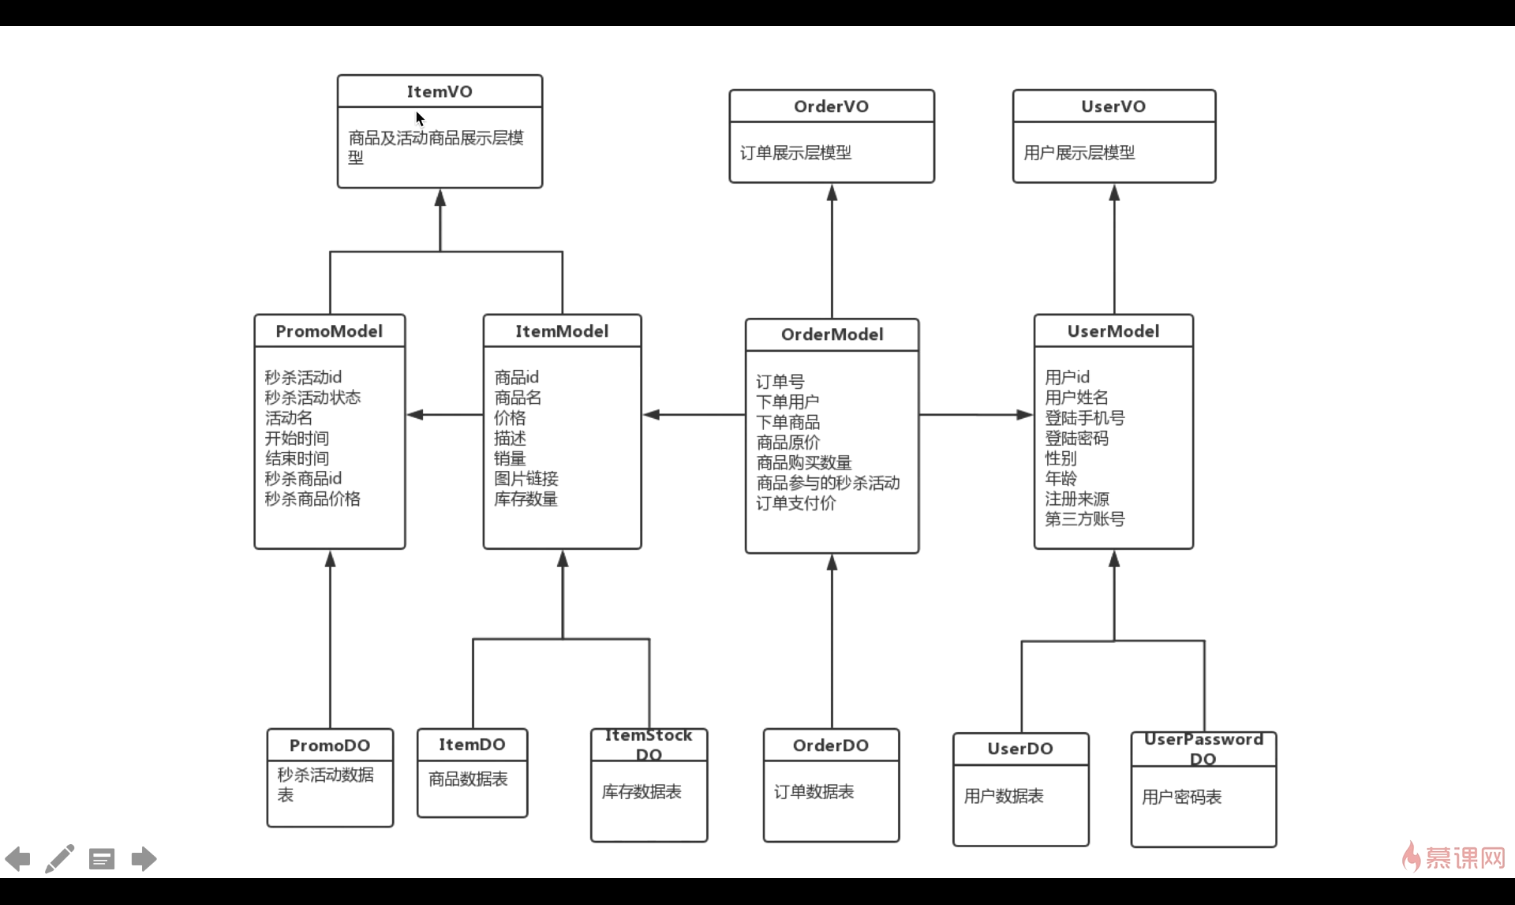 ItemVO
商品及活动商品展示层模
型
OrderVO
订单展示层模型
UserVO
用户展示层模型
PromoModel
秒杀活动id
秒杀活动状态
活动名
开始时间
结束时间
秒杀商品id
秒杀商品价格
ItemModel
商品id
商品名
价格
描述
销量
图片链接
库存数量
OrderModel
订单号
下单用户
下单商品
商品原价
商品购买数量
商品参与的秒杀活动
订单支付价
UserModel
用户id
用户姓名
登陆手机号
登陆密码
性别
年龄
注册来源
第三方账号
PromoDO
秒杀活动数据
表
ItemDO
商品数据表
ItemStock
DO
库存数据表
OrderDO
订单数据表
UserDO
用户数据表
UserPassword
DO
用户密码表
慕课网